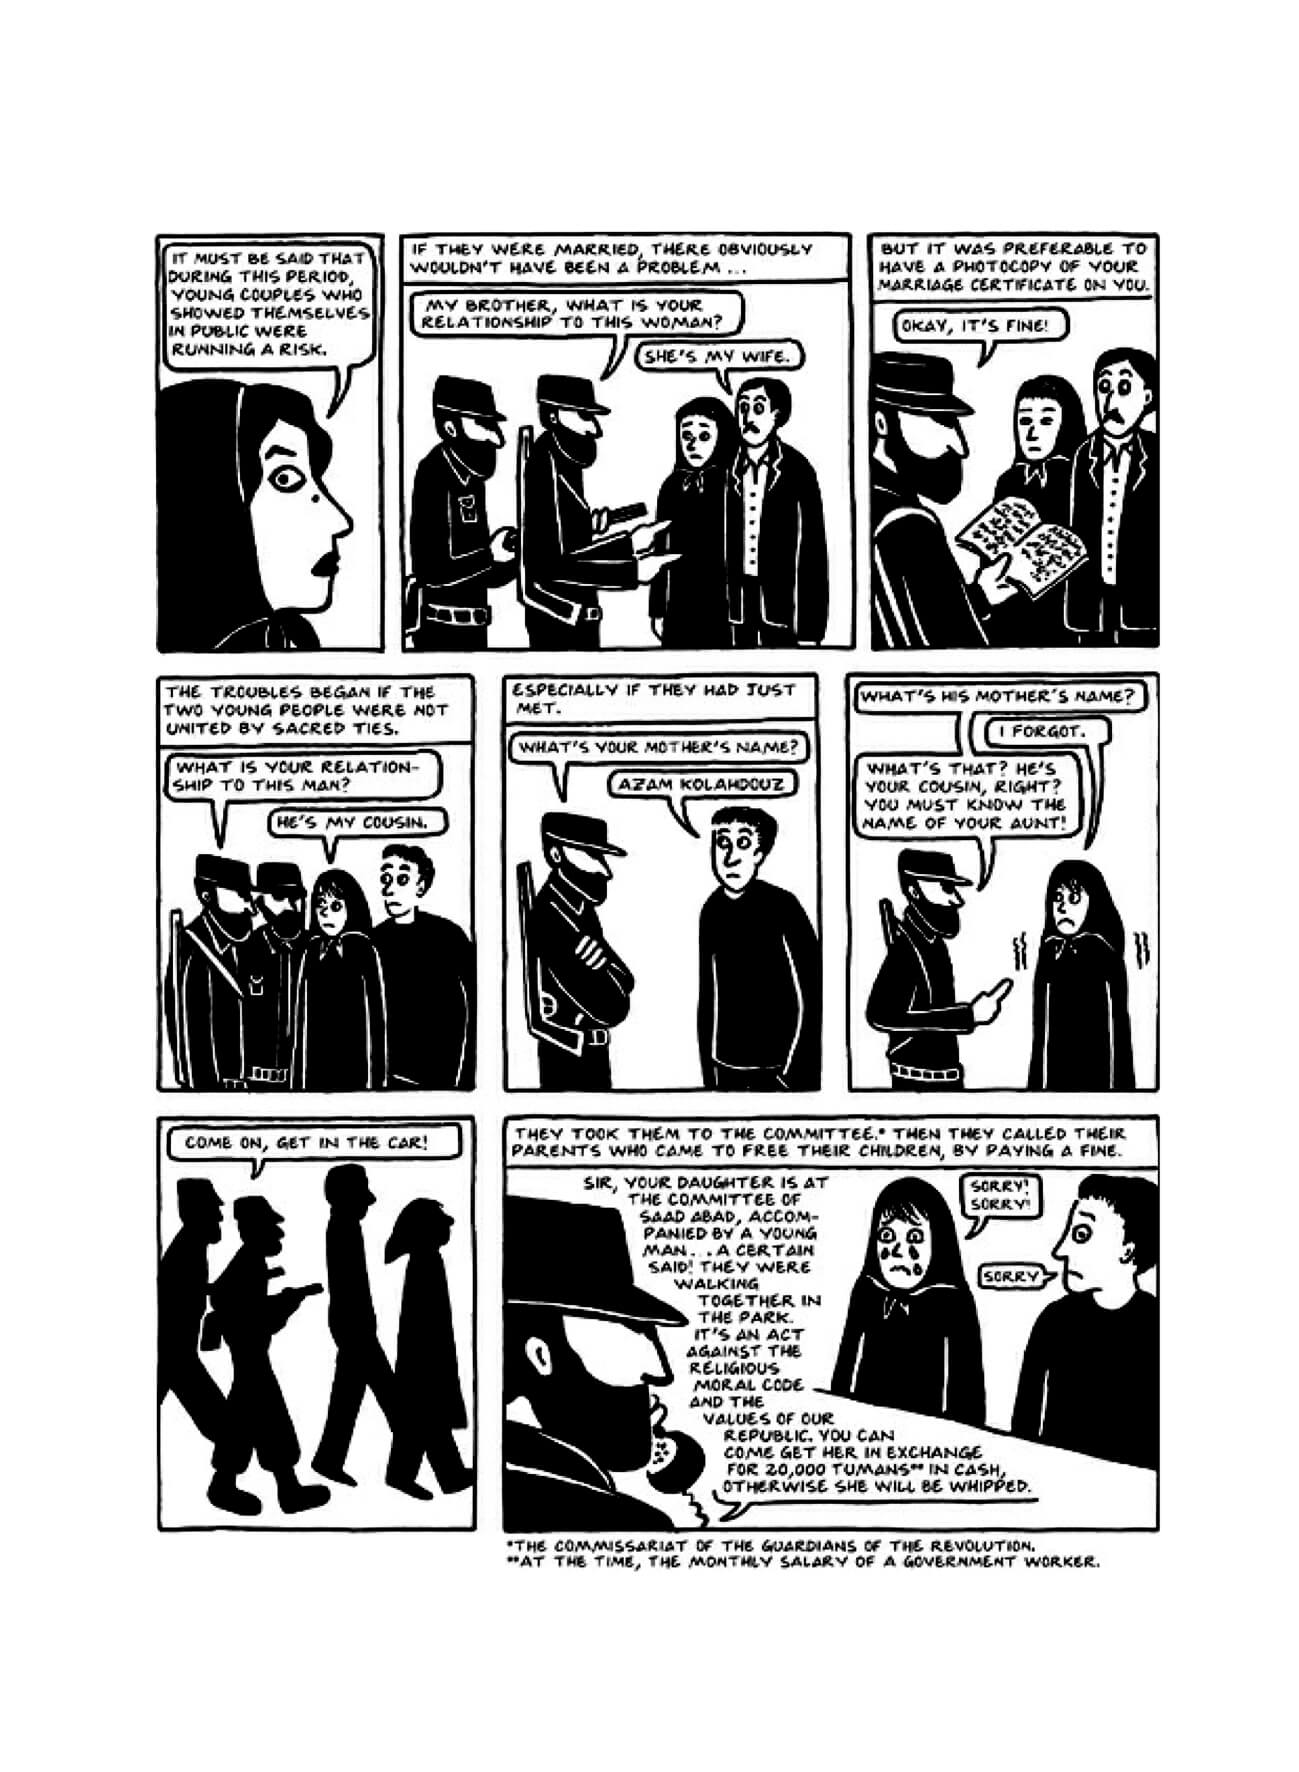 IT MUST BE SAID THAT
DURING THIS PERIOD,
YOUNG COUPLES WHO
SHOWED THEMSELVES
IN PUBLIC WERE
RUNNING A RISK.
IF THEY WERE MARRIED, THERE OBVIOUSLY
WOULDN'T HAVE BEEN A PROBLEM ...
MY BROTHER, WHAT IS YOUR
RELATIONSHIP TO THIS WOMAN?
SHE'S MY WIFE.
BUT IT WAS PREFERABLE TO
HAVE A PHOTOCOPY OF YOUR
MARRIAGE CERTIFICATE ON YOU.
OKAY, IT'S FINE!
THE TROUBLES BEGAN IF THE
TWO YOUNG PEOPLE WERE NOT
UNITED BY SACRED TIES.
WHAT IS YOUR RELATION-
SHIP TO THIS MAN?
HE'S MY COUSIN.
ESPECIALLY IF THEY HAD JUST
MET.
WHAT'S YOUR MOTHER'S NAME?
AZAM KOLAHDOUZ
WHAT'S HIS MOTHER'S NAME?
I FORGOT.
WHAT'S THAT? HE'S
YOUR COUSIN, RIGHT?
YOU MUST KNOW THE
NAME OF YOUR AUNT!
COME ON, GET IN THE CAR!
THEY TOOK THEM TO THE COMMITTEE.* THEN THEY CALLED THEIR
PARENTS WHO CAME TO FREE THEIR CHILDREN, BY PAYING A FINE.
SIR, YOUR DAUGHTER IS AT
THE COMMITTEE OF
SAAD ABAD, ACCOM-
PANIED BY A YOUNG
MAN... A CERTAIN
SAID! THEY WERE
WALKING
TOGETHER IN
THE PARK.
IT'S AN ACT
AGAINST THE
RELIGIOUS
MORAL CODE
AND THE
VALUES OF OUR
REPUBLIC. YOU CAN
COME GET HER IN EXCHANGE
FOR 20,000 TUMANS** IN CASH,
OTHERWISE SHE WILL BE WHIPPED.
SORRY!
SORRY!
SORRY
*THE COMMISSARIAT OF THE GUARDIANS OF THE REVOLUTION.
**AT THE TIME, THE MONTHLY SALARY OF A GOVERNMENT WORKER.